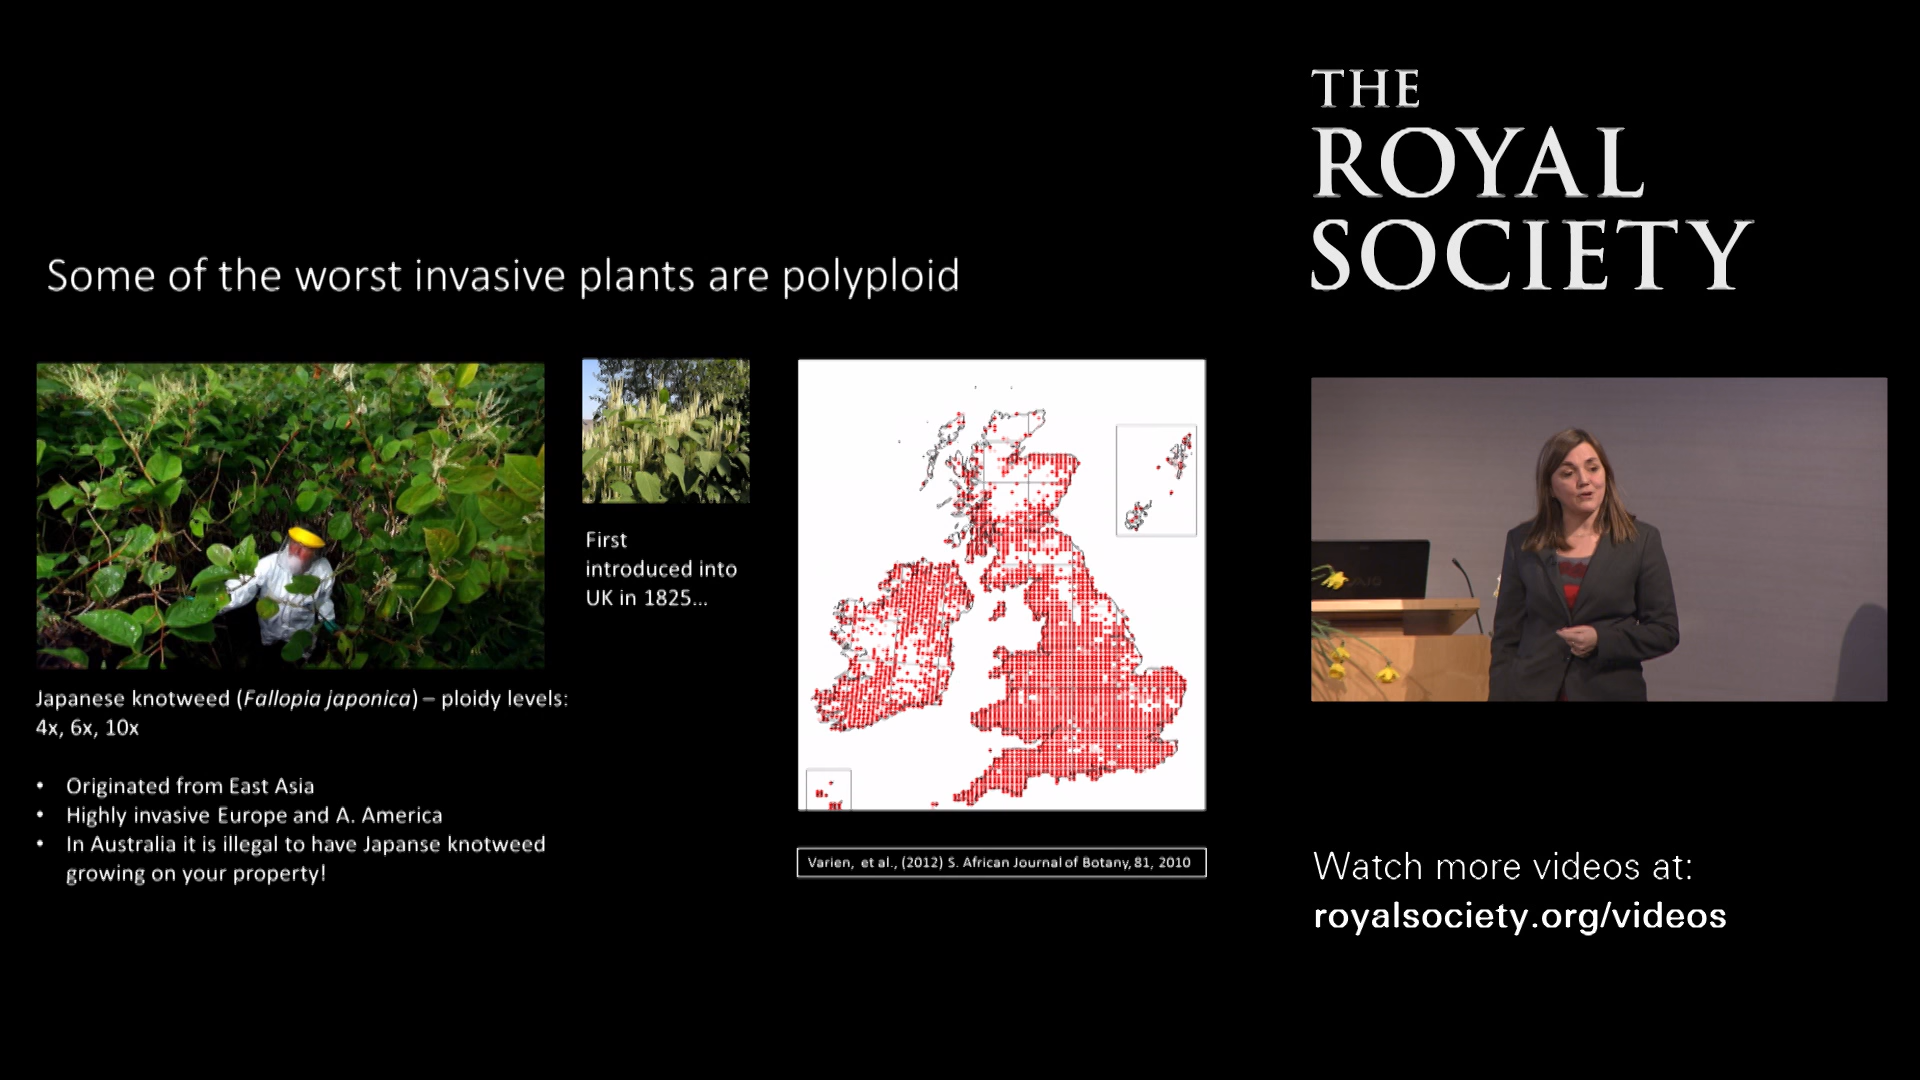 THE
ROYAL
SOCIETY
Some of the worst invasive plants are polyploid
First
introduced into
UK in 1825...
Japanese knotweed (Fallopia japonica) – ploidy levels:
4x, 6x, 10x
• Originated from East Asia
• Highly invasive Europe and A. America
• In Australia it is illegal to have Japanse knotweed
growing on your property!
Varien, et al., (2012) S. African Journal of Botany, 81, 2010
Watch more videos at:
royalsociety.org/videos